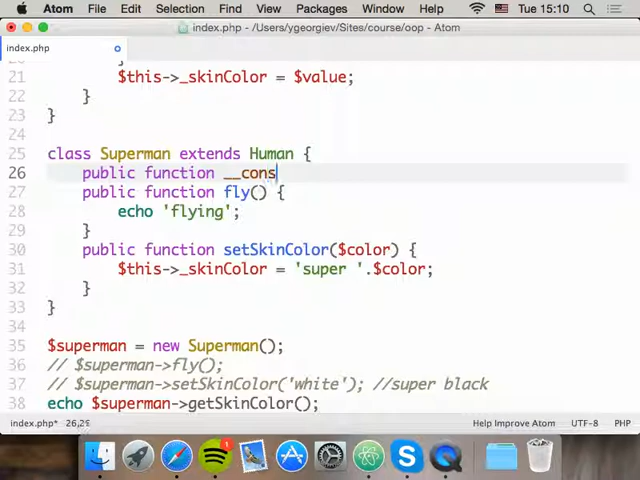 Atom File Edit Selection Find View Packages Window Help Tue 15:10
index.php - /Users/ygeorgiev/Sites/course/oop - Atom
index.php
21 $this->_skinColor = $value;
22 }
23 }
24
25 class Superman extends Human {
26 public function __cons
27 public function fly() {
28 echo 'flying';
29 }
30 public function setSkinColor($color) {
31 $this->_skinColor = 'super '.$color;
32 }
33 }
34
35 $superman = new Superman();
36 // $superman->fly();
37 // $superman->setSkinColor('white'); //super black
38 echo $superman->getSkinColor();
index.php* 26,29 Help Improve Atom UTF-8 PHP
1